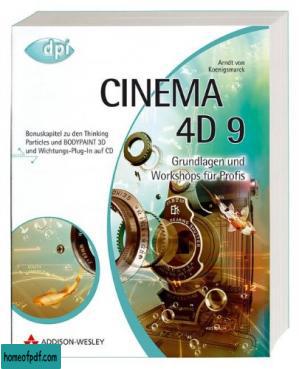 dpi
Arndt von
Koenigsmarck
CINEMA
4D 9
Bonuskapitel zu den Thinking
Particles und BODYPAINT 3D
und Wichtungs-Plug-In auf CD
Grundlagen und
Workshops für Profis
ADDISON-WESLEY
homeofpdf.com